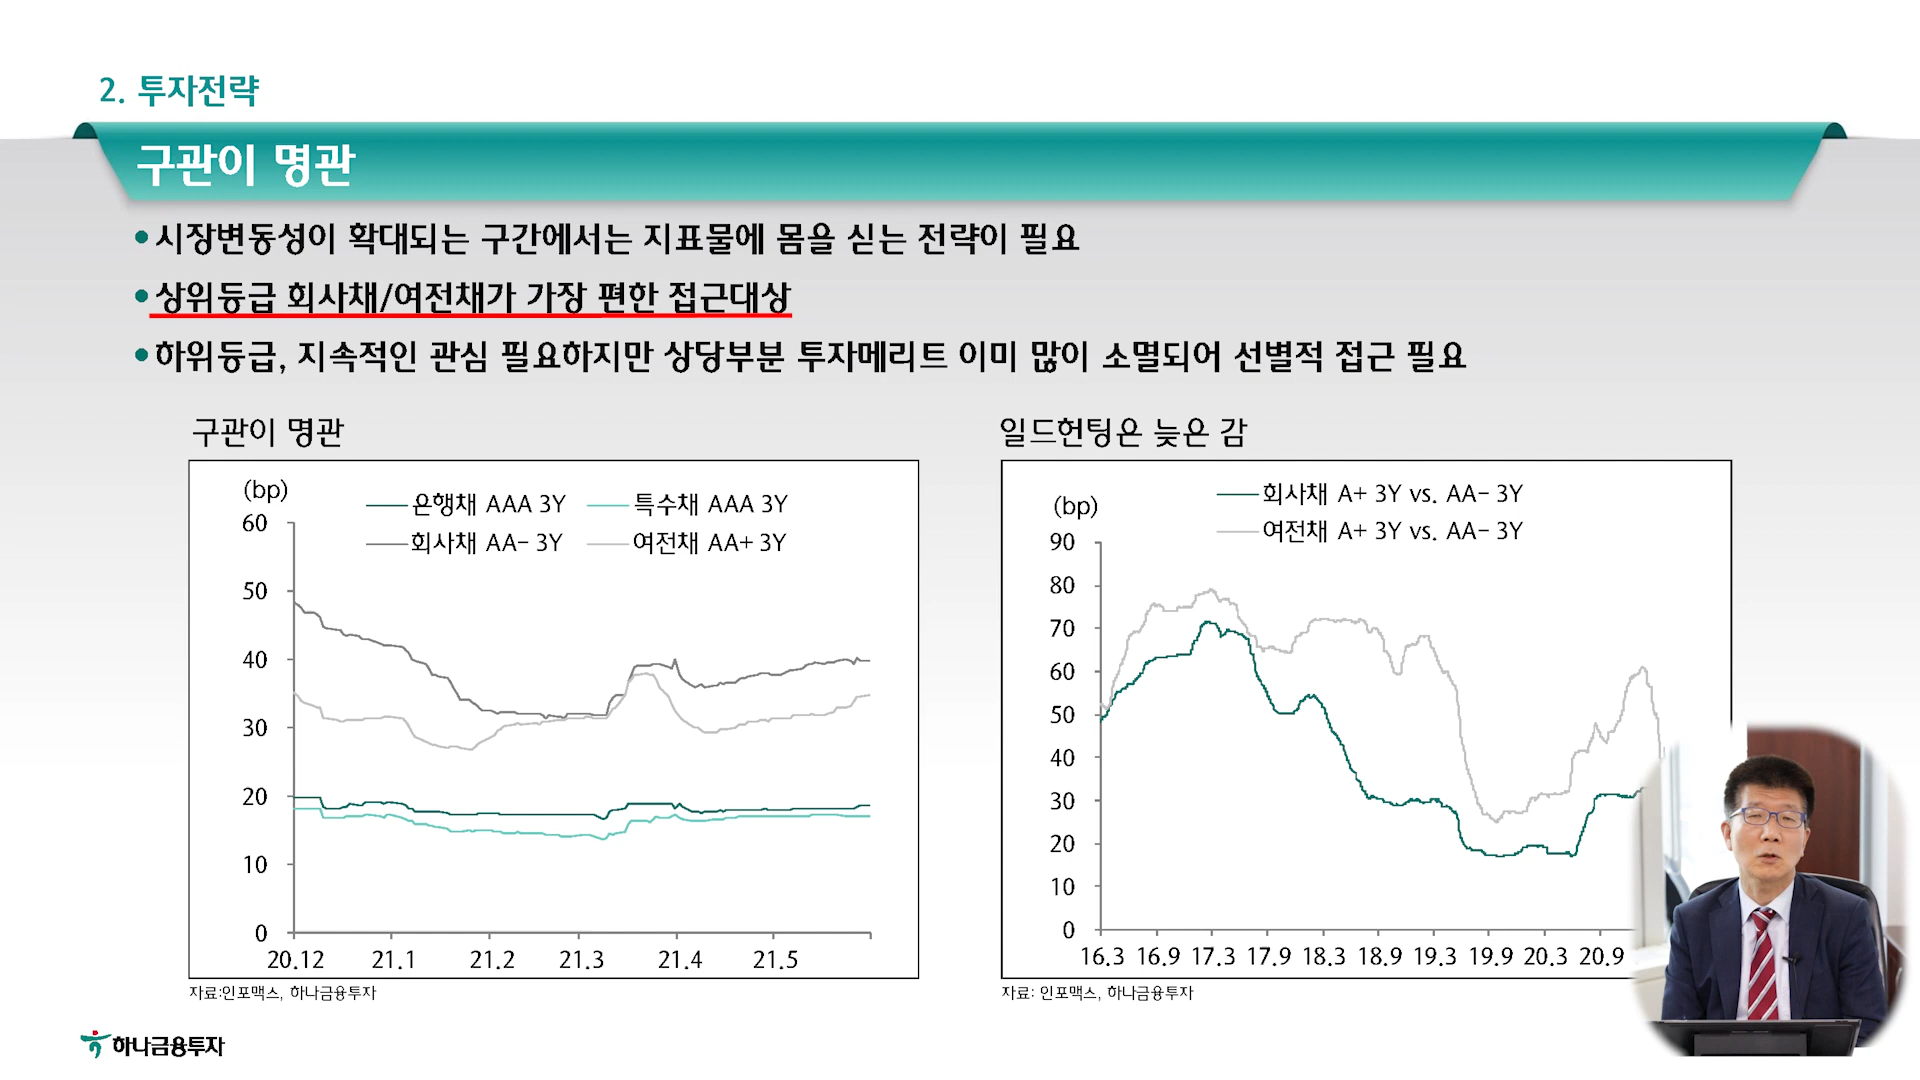 2. 투자전략
구관이 명관
•시장변동성이 확대되는 구간에서는 지표물에 몸을 싣는 전략이 필요
•상위등급 회사채/여전채가 가장 편한 접근대상
•하위등급, 지속적인 관심 필요하지만 상당부분 투자메리트 이미 많이 소멸되어 선별적 접근 필요
구관이 명관
(bp)
은행채 AAA 3Y 특수채 AAA 3Y
회사채 AA- 3Y 여전채 AA+ 3Y
60
50
40
30
20
10
0
20.12 21.1 21.2 21.3 21.4 21.5
자료:인포맥스, 하나금융투자
일드헌팅은 늦은 감
(bp)
회사채 A+ 3Y vs. AA- 3Y
여전채 A+ 3Y vs. AA- 3Y
90
80
70
60
50
40
30
20
10
0
16.3 16.9 17.3 17.9 18.3 18.9 19.3 19.9 20.3 20.9
자료: 인포맥스, 하나금융투자
하나금융투자